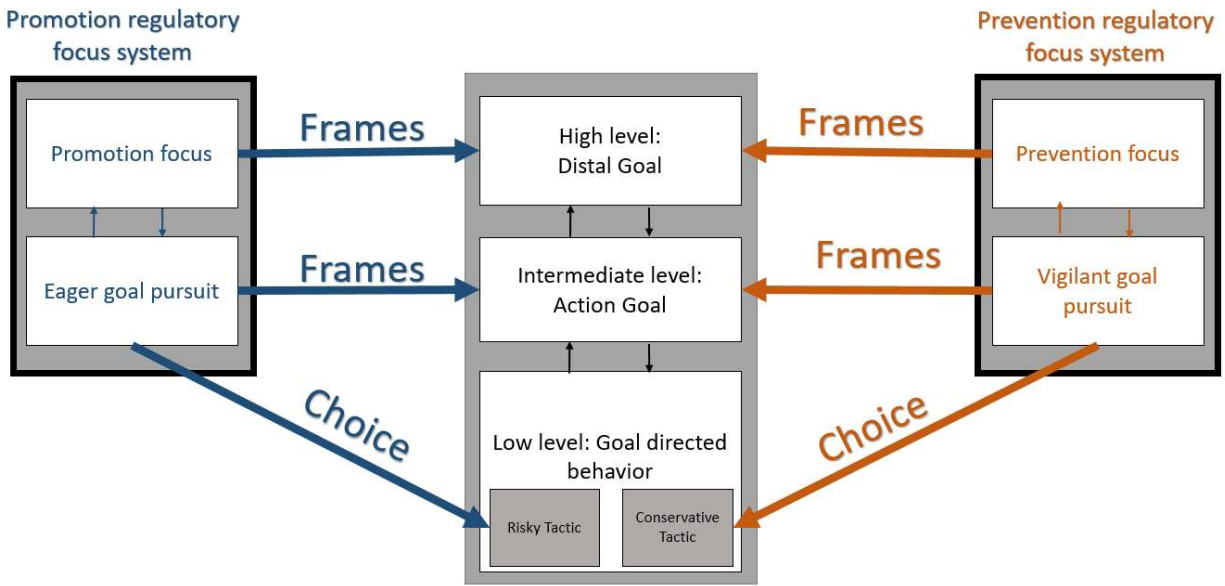 Promotion regulatory
focus system
Prevention regulatory
focus system
Promotion focus
Frames
High level:
Distal Goal
Frames
Prevention focus
Eager goal pursuit
Frames
Intermediate level:
Action Goal
Frames
Vigilant goal
pursuit
Choice
Low level: Goal directed
behavior
Choice
Risky Tactic
Conservative
Tactic